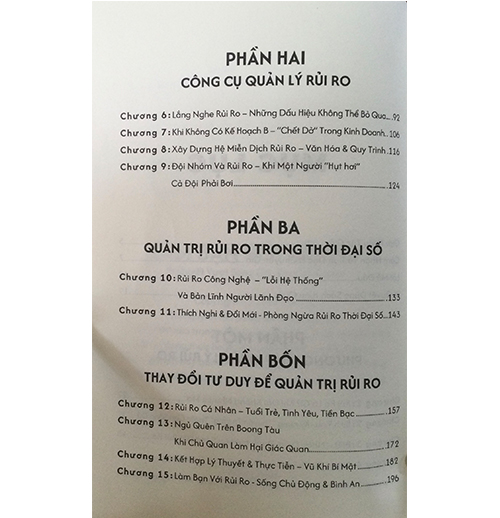 PHẦN HAI
CÔNG CỤ QUẢN LÝ RỦI RO
Chương 6: Lắng Nghe Rủi Ro – Những Dấu Hiệu Không Thể Bỏ Qua...92
Chương 7: Khi Không Có Kế Hoạch B – "Chết Dở" Trong Kinh Doanh...106
Chương 8: Xây Dựng Hệ Miễn Dịch Rủi Ro – Văn Hóa & Quy Trình...116
Chương 9: Đội Nhóm Và Rủi Ro – Khi Một Người "Hụt hơi"
Cả Đội Phải Bơi...124
PHẦN BA
QUẢN TRỊ RỦI RO TRONG THỜI ĐẠI SỐ
Chương 10: Rủi Ro Công Nghệ – "Lỗi Hệ Thống"
Và Bản Lĩnh Người Lãnh Đạo...133
Chương 11: Thích Nghi & Đổi Mới - Phòng Ngừa Rủi Ro Thời Đại Số...143
PHẦN BỐN
THAY ĐỔI TƯ DUY ĐỂ QUẢN TRỊ RỦI RO
Chương 12: Rủi Ro Cá Nhân – Tuổi Trẻ, Tình Yêu, Tiền Bạc...157
Chương 13: Ngủ Quên Trên Boong Tàu
Khi Chủ Quan Làm Hại Giác Quan...172
Chương 14: Kết Hợp Lý Thuyết & Thực Tiễn – Vũ Khí Bí Mật...182
Chương 15: Làm Bạn Với Rủi Ro - Sống Chủ Động & Bình An...196